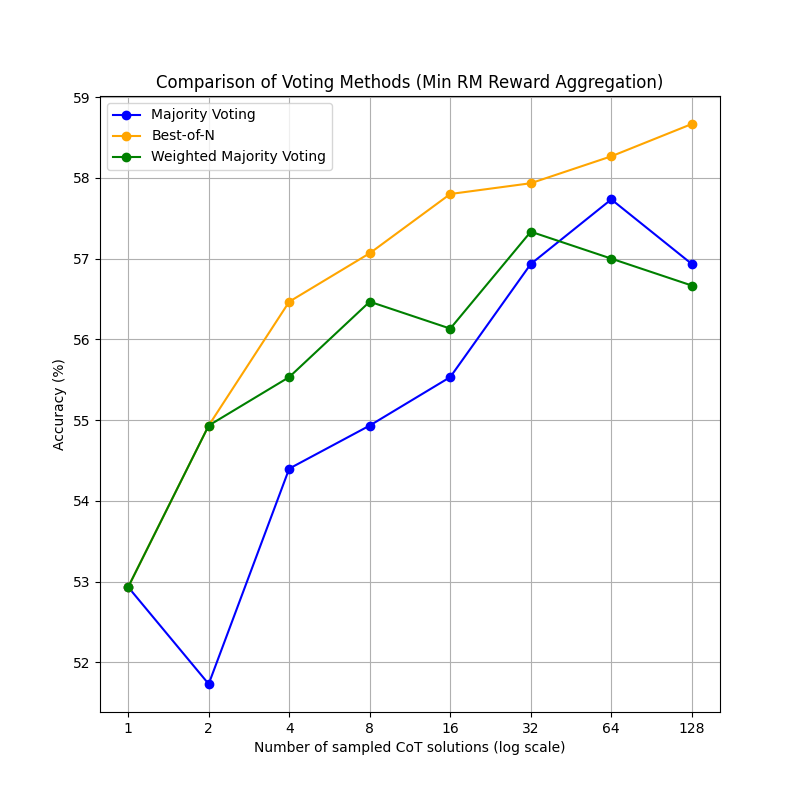 Comparison of Voting Methods (Min RM Reward Aggregation)
Majority Voting
Best-of-N
Weighted Majority Voting
59
58
57
56
55
54
53
52
Accuracy (%)
1 2 4 8 16 32 64 128
Number of sampled CoT solutions (log scale)